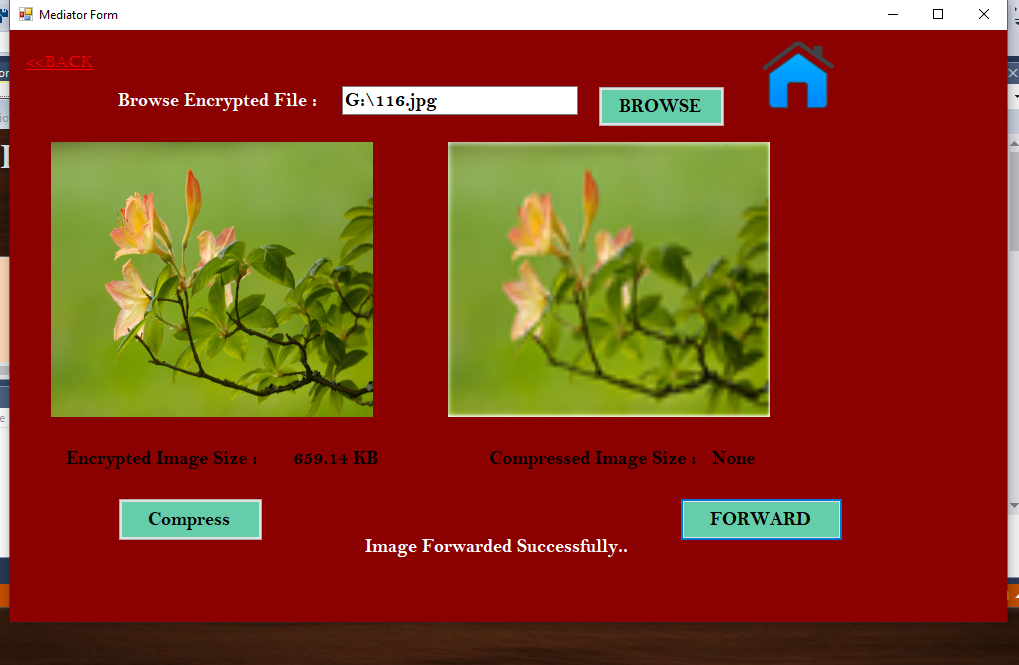 Mediator Form
<<BACK
Browse Encrypted File :
G:\116.jpg
BROWSE
Encrypted Image Size : 659.14 KB
Compressed Image Size : None
Compress
FORWARD
Image Forwarded Successfully..